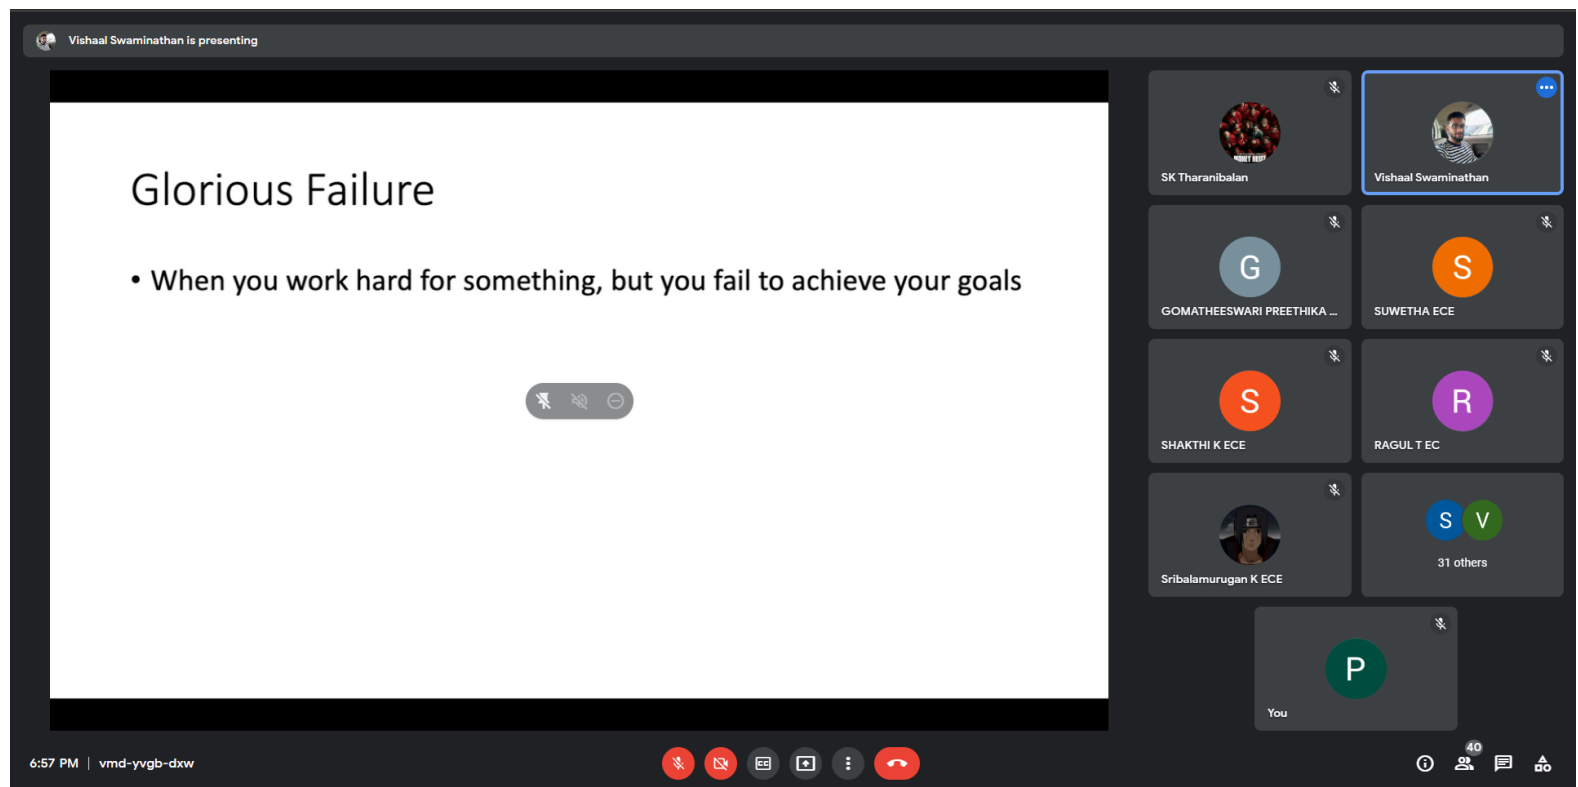 Vishaal Swaminathan is presenting
Glorious Failure
• When you work hard for something, but you fail to achieve your goals
SK Tharanibalan
Vishaal Swaminathan
G
GOMATHEESWARI PREETHIKA ...
S
SUWETHA ECE
S
SHAKTHI K ECE
R
RAGUL T EC
Sribalamurugan K ECE
S V
31 others
P
You
6:57 PM | vmd-yvgb-dxw
CC
40